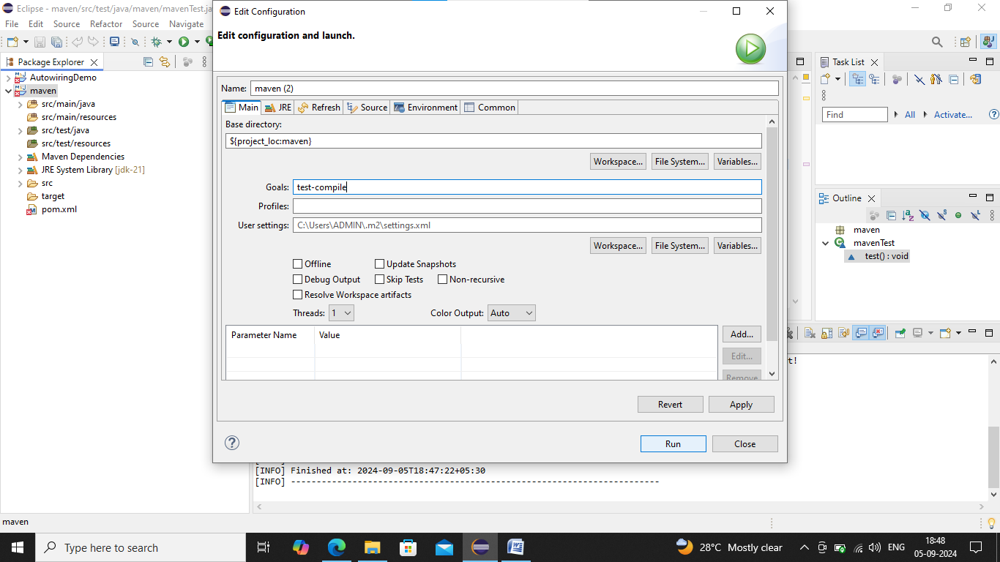 Eclipse - maven/src/test/java/maven/mavenTest.ja
File Edit Source Refactor Source Navigate
Package Explorer
AutowiringDemo
maven
src/main/java
src/main/resources
src/test/java
src/test/resources
Maven Dependencies
JRE System Library [jdk-21]
src
target
pom.xml
Edit Configuration
Edit configuration and launch.
Name: maven (2)
Main JRE Refresh Source Environment Common
Base directory:
${project_loc:maven}
Workspace... File System... Variables...
Goals: test-compile
Profiles:
User settings: C:\Users\ADMIN\.m2\settings.xml
Workspace... File System... Variables...
Offline Update Snapshots
Debug Output Skip Tests Non-recursive
Resolve Workspace artifacts
Threads: 1 Color Output: Auto
Parameter Name Value
Add...
Edit...
Remove
Revert Apply
Run Close
Task List
Find All Activate...
Outline
maven
mavenTest
test() : void
t!
[INFO] Finished at: 2024-09-05T18:47:22+05:30
[INFO] ------------------------------------------------------------------------
maven
Type here to search
28°C Mostly clear
ENG
18:48
05-09-2024